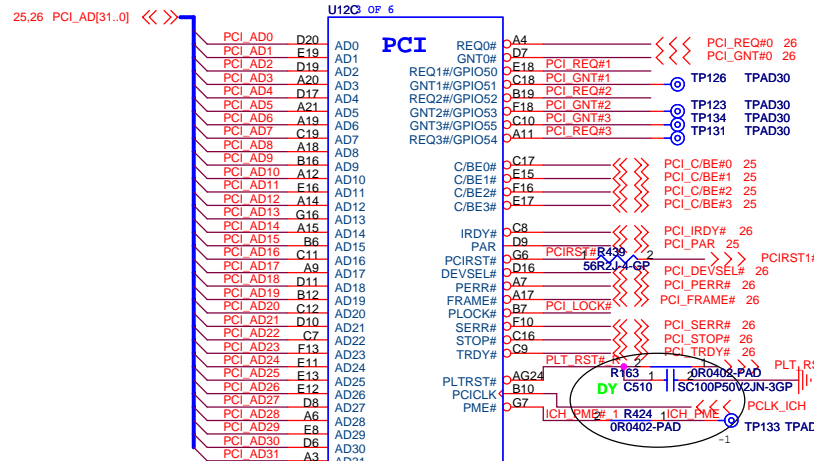 U12C 3 OF 6
25,26 PCI_AD[31..0]
PCI
PCI_AD0 D20 AD0
PCI_AD1 E19 AD1
PCI_AD2 D19 AD2
PCI_AD3 A20 AD3
PCI_AD4 D17 AD4
PCI_AD5 A21 AD5
PCI_AD6 A19 AD6
PCI_AD7 C19 AD7
PCI_AD8 A18 AD8
PCI_AD9 B16 AD9
PCI_AD10 A12 AD10
PCI_AD11 E16 AD11
PCI_AD12 A14 AD12
PCI_AD13 G16 AD13
PCI_AD14 A15 AD14
PCI_AD15 B6 AD15
PCI_AD16 C11 AD16
PCI_AD17 A9 AD17
PCI_AD18 D11 AD18
PCI_AD19 B12 AD19
PCI_AD20 C12 AD20
PCI_AD21 D10 AD21
PCI_AD22 C7 AD22
PCI_AD23 F13 AD23
PCI_AD24 E11 AD24
PCI_AD25 E13 AD25
PCI_AD26 E12 AD26
PCI_AD27 D8 AD27
PCI_AD28 A6 AD28
PCI_AD29 E8 AD29
PCI_AD30 D6 AD30
PCI_AD31 A3
REQ0# A4 PCI_REQ#0 26
GNT0# D7 PCI_GNT#0 26
REQ1#/GPIO50 E18 PCI_REQ#1
GNT1#/GPIO51 C18 PCI_GNT#1 TP126 TPAD30
REQ2#/GPIO52 B19 PCI_REQ#2
GNT2#/GPIO53 F18 PCI_GNT#2 TP123 TPAD30
GNT3#/GPIO55 C10 PCI_GNT#3 TP134 TPAD30
REQ3#/GPIO54 A11 PCI_REQ#3 TP131 TPAD30
C/BE0# C17 PCI_C/BE#0 25
C/BE1# E15 PCI_C/BE#1 25
C/BE2# F16 PCI_C/BE#2 25
C/BE3# E17 PCI_C/BE#3 25
IRDY# C8 PCI_IRDY# 26
PAR D9 PCI_PAR 25
PCIRST# G6 PCIRST# 1 R439 2 PCIRST1#
56R2J-4-GP
DEVSEL# D16 PCI_DEVSEL# 26
PERR# A7 PCI_PERR# 26
FRAME# A17 PCI_FRAME# 26
PLOCK# B7 PCI_LOCK#
SERR# F10 PCI_SERR# 26
STOP# C16 PCI_STOP# 26
TRDY# C9 PCI_TRDY# 26
PLTRST# AG24 PLT_RST#_R 2 R163 1 0R0402-PAD
DY C510 1 2 SC100P50V2JN-3GP
PCICLK B10 PCLK_ICH
PME# G7 ICH_PME#_1 2 R424 1 ICH_PME
0R0402-PAD
TP133
-1